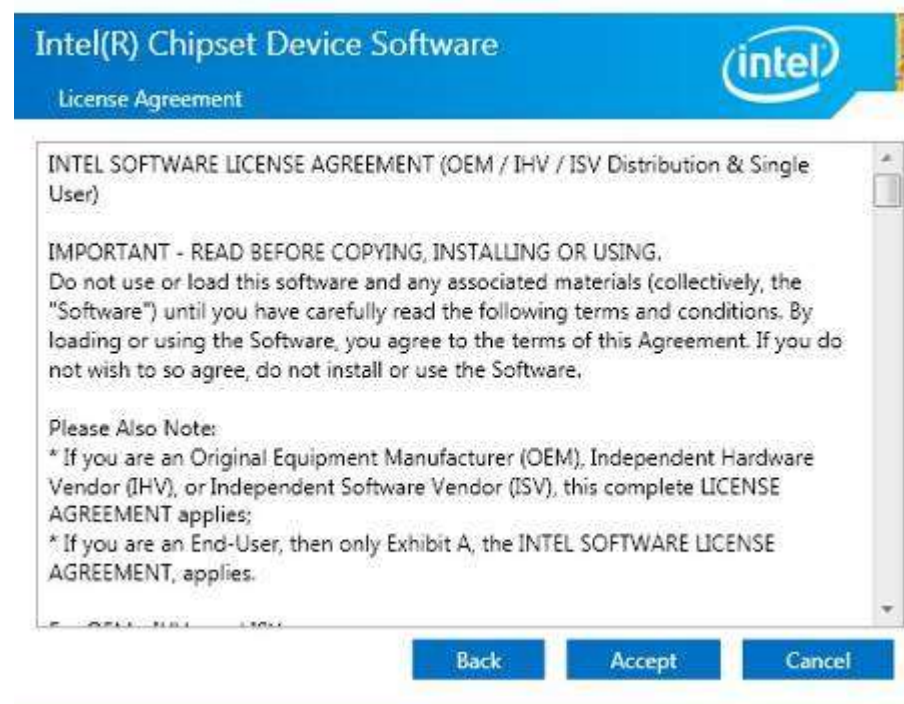 Intel(R) Chipset Device Software
intel
License Agreement
INTEL SOFTWARE LICENSE AGREEMENT (OEM / IHV / ISV Distribution & Single
User)
IMPORTANT - READ BEFORE COPYING, INSTALLING OR USING.
Do not use or load this software and any associated materials (collectively, the
"Software") until you have carefully read the following terms and conditions. By
loading or using the Software, you agree to the terms of this Agreement. If you do
not wish to so agree, do not install or use the Software.
Please Also Note:
* If you are an Original Equipment Manufacturer (OEM), Independent Hardware
Vendor (IHV), or Independent Software Vendor (ISV), this complete LICENSE
AGREEMENT applies;
* If you are an End-User, then only Exhibit A, the INTEL SOFTWARE LICENSE
AGREEMENT, applies.
Back Accept Cancel